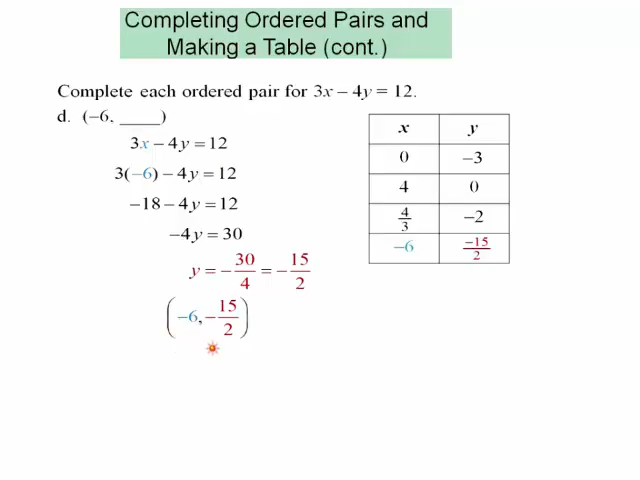 Completing Ordered Pairs and
Making a Table (cont.)
Complete each ordered pair for 3x − 4y = 12.
d. (−6, ____)
3x − 4y = 12
3(−6) − 4y = 12
−18 − 4y = 12
−4y = 30
y = −30/4 = −15/2
(−6, −15/2)
x y
0 −3
4 0
4/3 −2
−6 −15/2